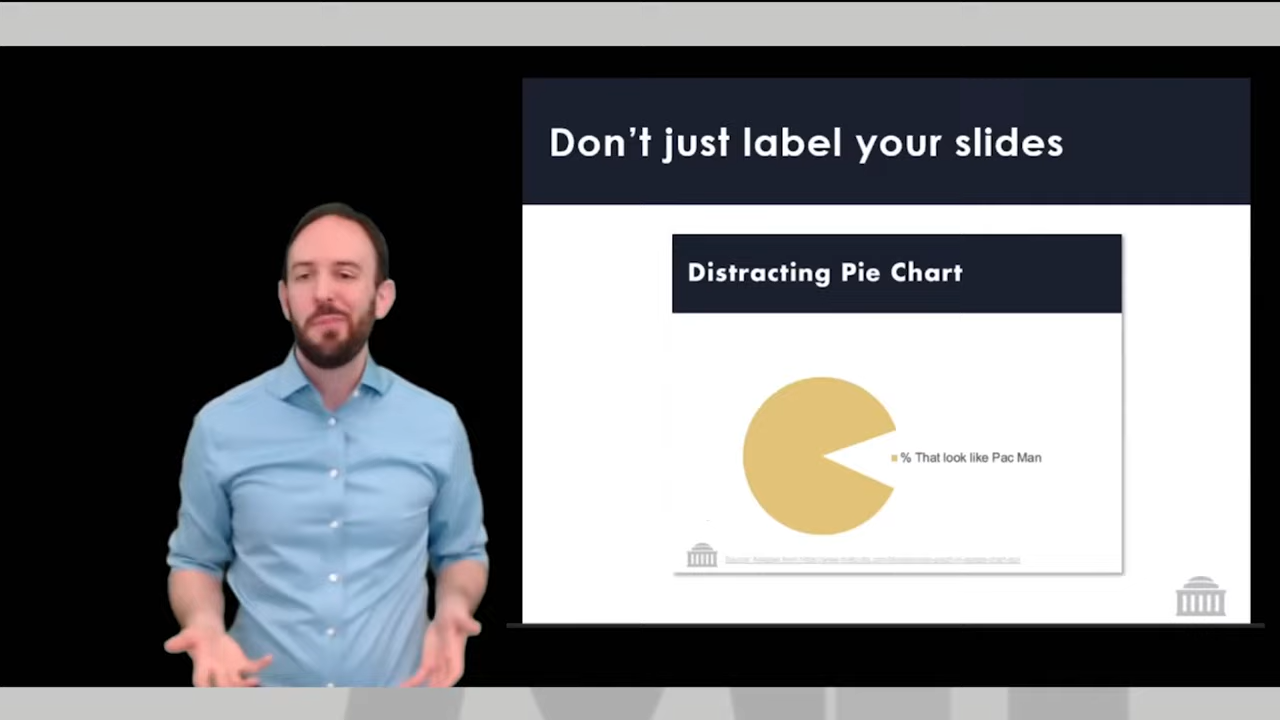 Don’t just label your slides
Distracting Pie Chart
% That look like Pac Man